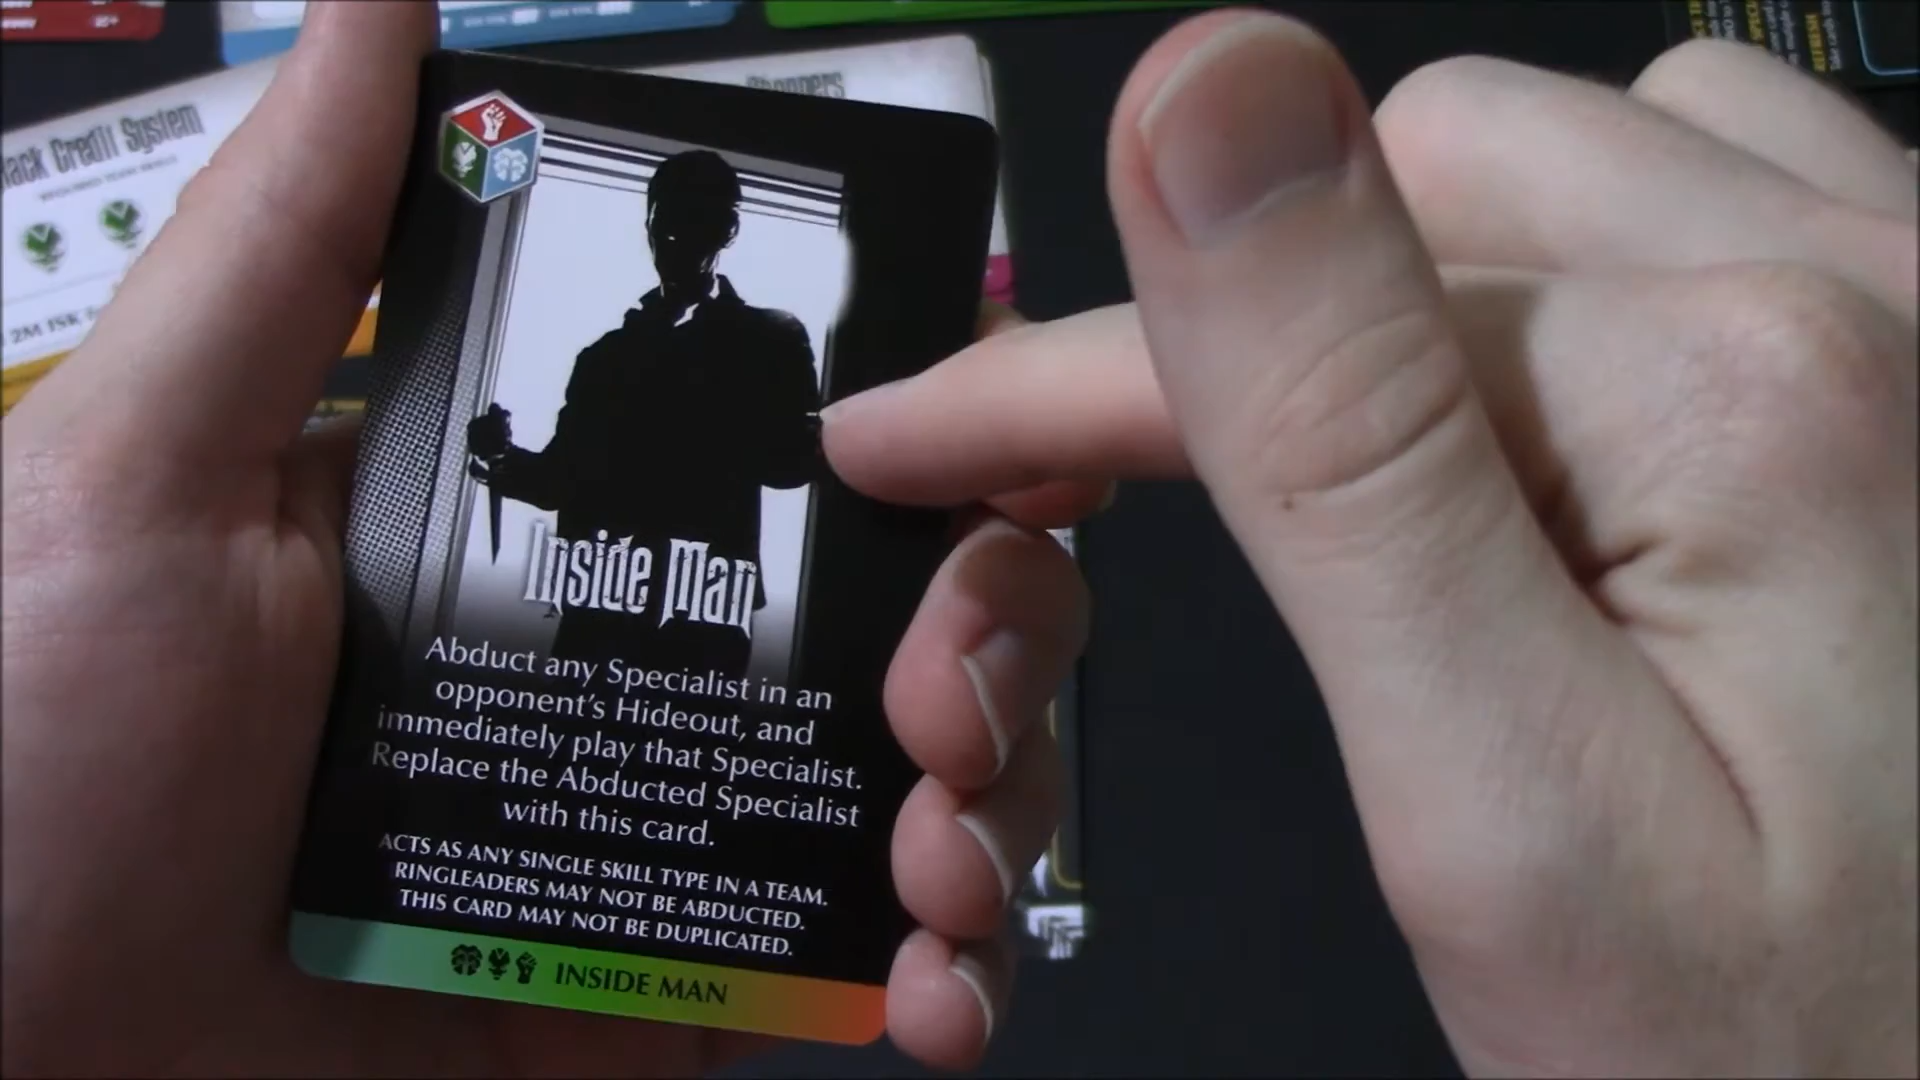 Credit System
2M ISK
Inside Man
Abduct any Specialist in an
opponent's Hideout, and
immediately play that Specialist.
Replace the Abducted Specialist
with this card.
ACTS AS ANY SINGLE SKILL TYPE IN A TEAM.
RINGLEADERS MAY NOT BE ABDUCTED.
THIS CARD MAY NOT BE DUPLICATED.
INSIDE MAN
REFRESH